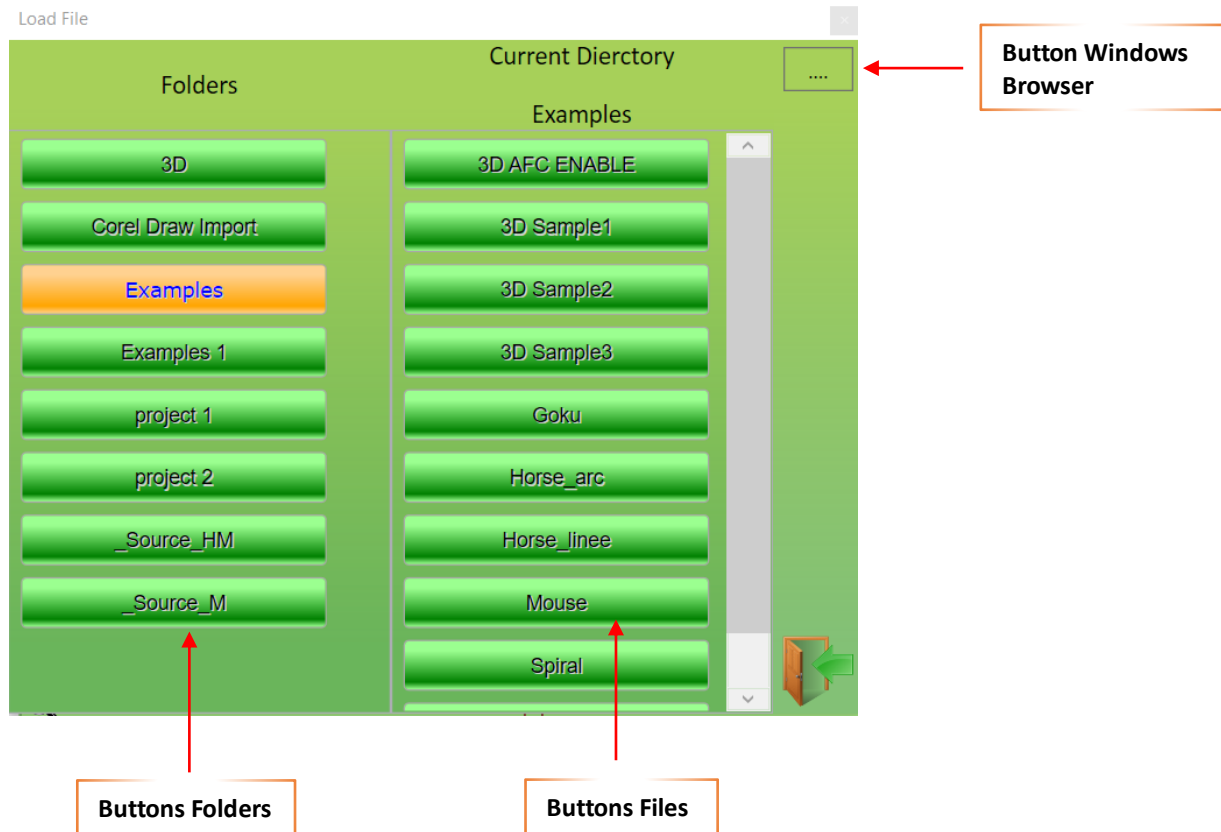 Load File
Folders
Current Dierctory
Examples
....
Button Windows
Browser
3D
Corel Draw Import
Examples
Examples 1
project 1
project 2
_Source_HM
_Source_M
3D AFC ENABLE
3D Sample1
3D Sample2
3D Sample3
Goku
Horse_arc
Horse_linee
Mouse
Spiral
Buttons Folders
Buttons Files